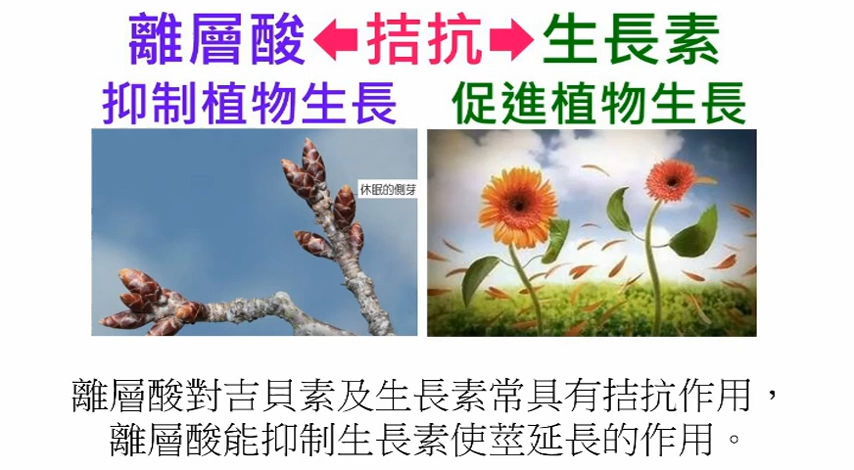 離層酸⬅拮抗➡生長素
抑制植物生長 促進植物生長
休眠的側芽
離層酸對吉貝素及生長素常具有拮抗作用，
離層酸能抑制生長素使莖延長的作用。